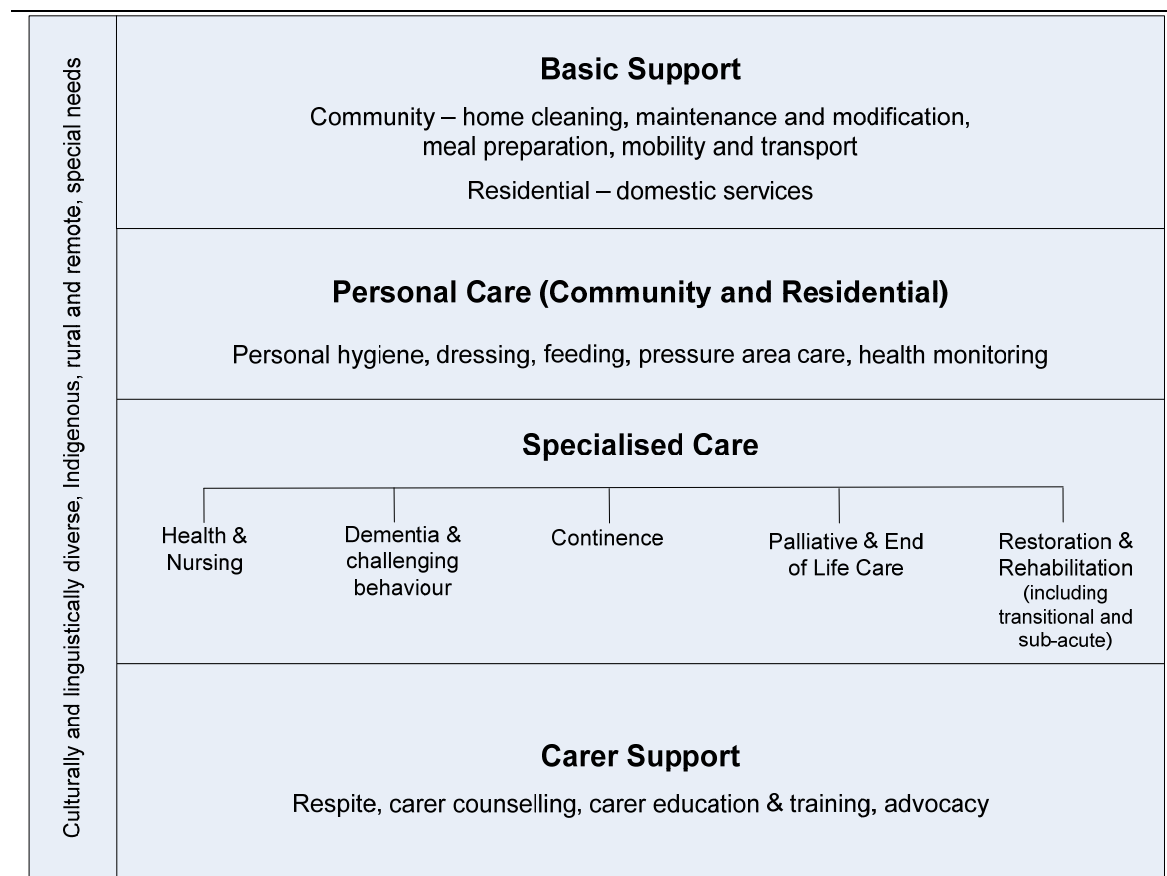 Culturally and linguistically diverse, Indigenous, rural and remote, special needs
Basic Support
Community – home cleaning, maintenance and modification,
meal preparation, mobility and transport
Residential – domestic services
Personal Care (Community and Residential)
Personal hygiene, dressing, feeding, pressure area care, health monitoring
Specialised Care
Health &
Nursing
Dementia &
challenging
behaviour
Continence
Palliative & End
of Life Care
Restoration &
Rehabilitation
(including
transitional and
sub-acute)
Carer Support
Respite, carer counselling, carer education & training, advocacy